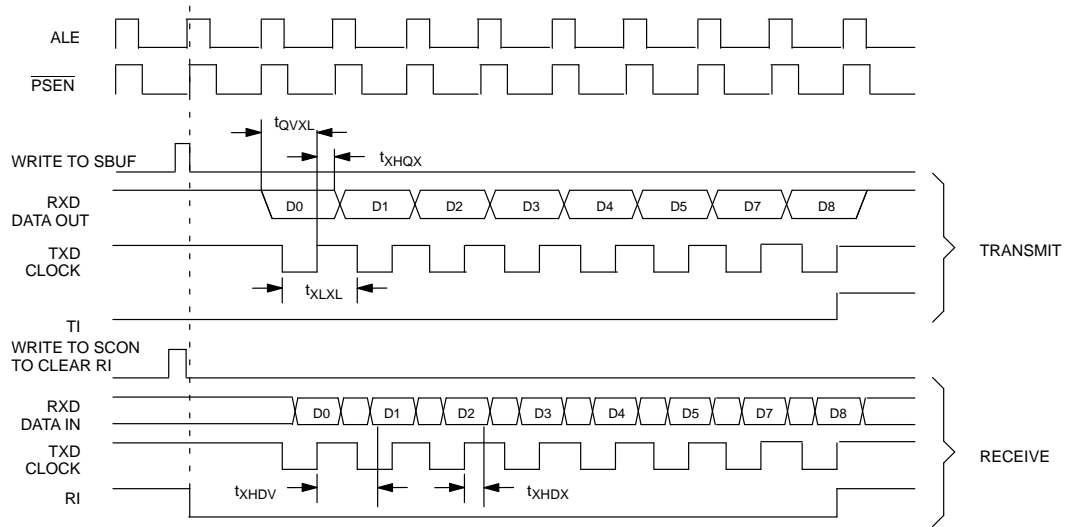 ALE
PSEN
tQVXL
tXHQX
WRITE TO SBUF
RXD
DATA OUT
D0 D1 D2 D3 D4 D5 D7 D8
TXD
CLOCK
TRANSMIT
tXLXL
TI
WRITE TO SCON
TO CLEAR RI
RXD
DATA IN
D0 D1 D2 D3 D4 D5 D7 D8
TXD
CLOCK
RECEIVE
tXHDV
tXHDX
RI